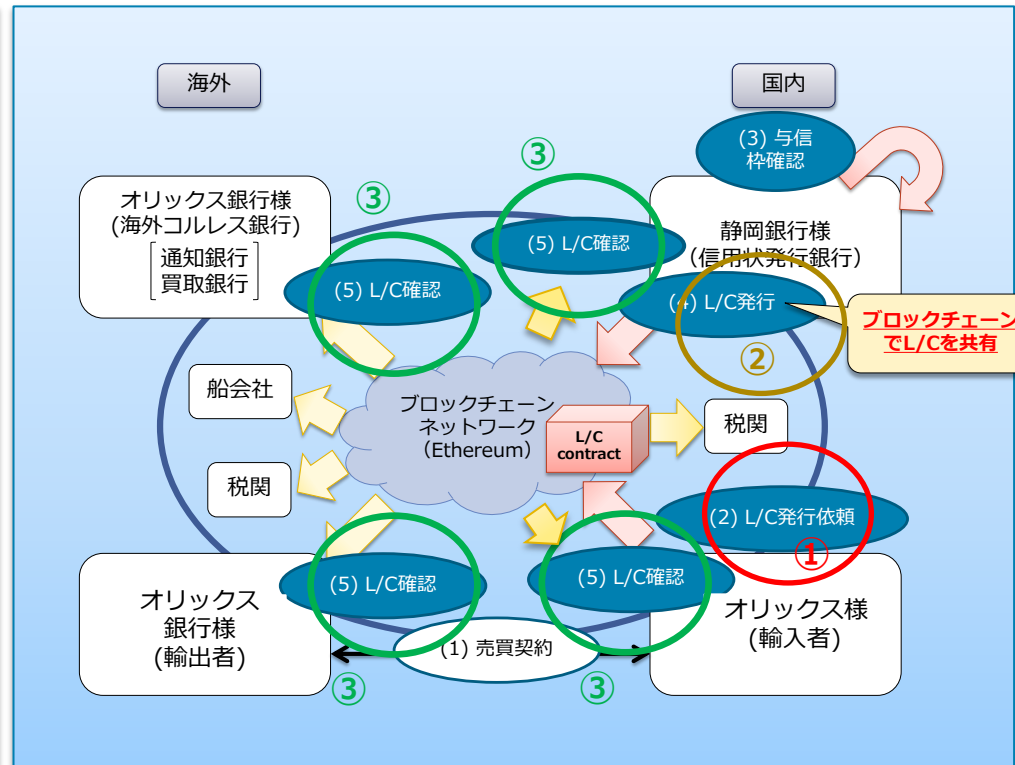 海外
国内
(3) 与信
枠確認
③
③
オリックス銀行様
(海外コルレス銀行)
通知銀行
買取銀行
(5) L/C確認
静岡銀行様
(信用状発行銀行)
(5) L/C確認
(4) L/C発行
ブロックチェーン
でL/Cを共有
②
船会社
ブロックチェーン
ネットワーク
(Ethereum)
L/C
contract
税関
税関
(2) L/C発行依頼
①
(5) L/C確認
(5) L/C確認
オリックス
銀行様
(輸出者)
オリックス様
(輸入者)
(1) 売買契約
③
③